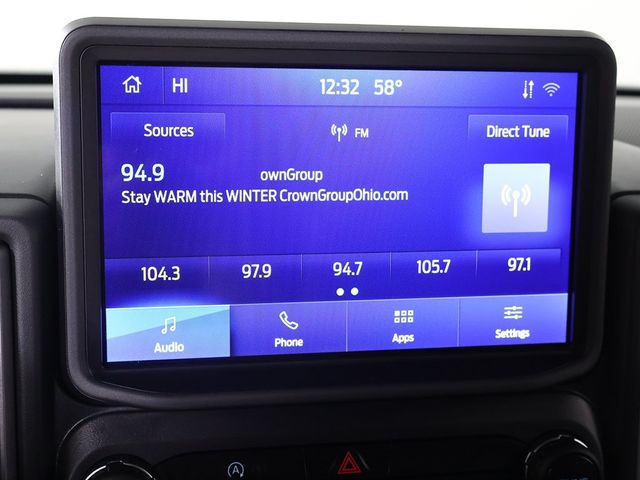 HI 12:32 58°
Sources FM Direct Tune
94.9 ownGroup
Stay WARM this WINTER CrownGroupOhio.com
104.3 97.9 94.7 105.7 97.1
Audio Phone Apps Settings
A